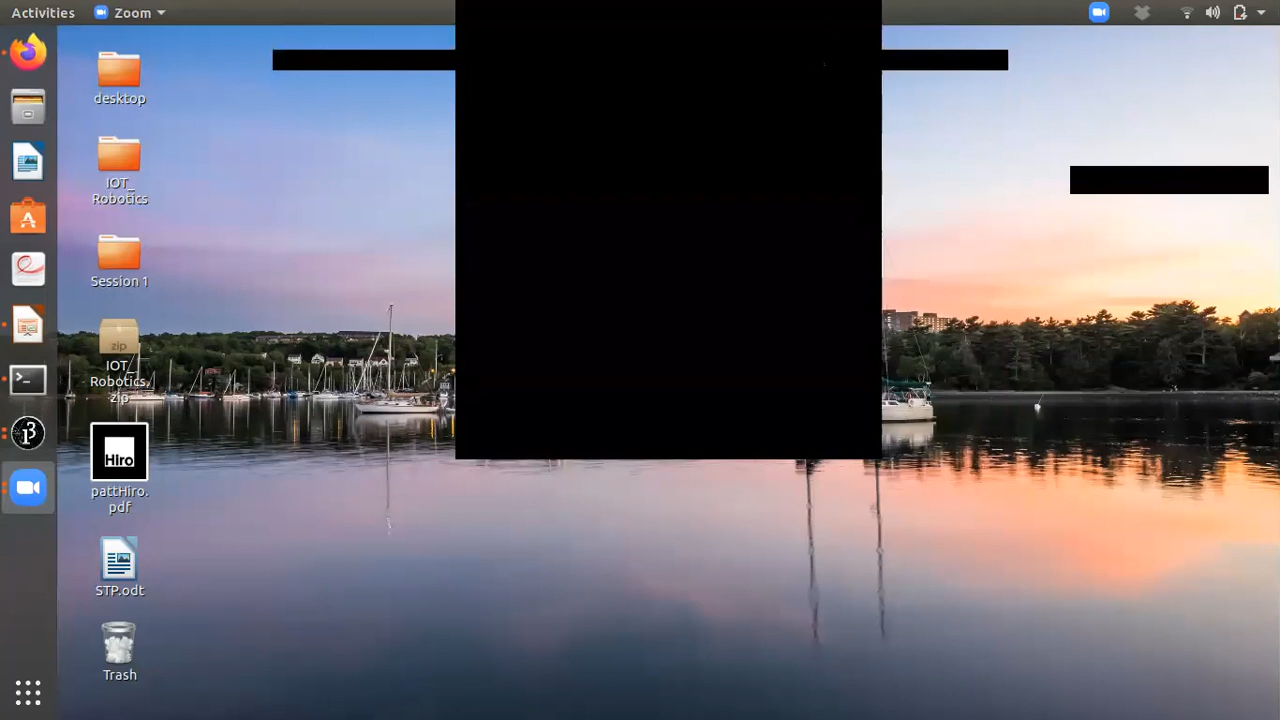 Activities
Zoom
desktop
IOT_
Robotics
Session 1
zip
IOT_
Robotics.
zip
Hiro
pattHiro.
pdf
STP.odt
Trash